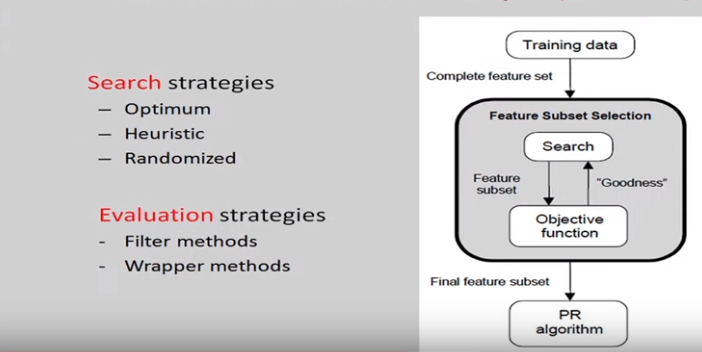 Search strategies
– Optimum
– Heuristic
– Randomized
Evaluation strategies
- Filter methods
- Wrapper methods
Training data
Complete feature set
Feature Subset Selection
Search
Feature
subset
"Goodness"
Objective
function
Final feature subset
PR
algorithm